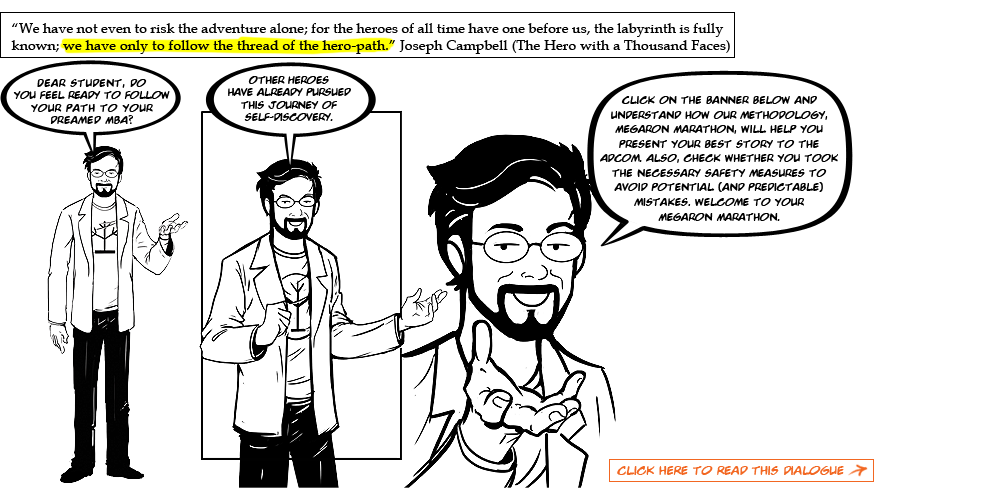 “We have not even to risk the adventure alone; for the heroes of all time have one before us, the labyrinth is fully
known; we have only to follow the thread of the hero-path.” Joseph Campbell (The Hero with a Thousand Faces)
DEAR STUDENT, DO
YOU FEEL READY TO FOLLOW
YOUR PATH TO YOUR
DREAMED MBA?
OTHER HEROES
HAVE ALREADY PURSUED
THIS JOURNEY OF
SELF-DISCOVERY.
CLICK ON THE BANNER BELOW AND
UNDERSTAND HOW OUR METHODOLOGY,
MEGARON MARATHON, WILL HELP YOU
PRESENT YOUR BEST STORY TO THE
ADCOM. ALSO, CHECK WHETHER YOU TOOK
THE NECESSARY SAFETY MEASURES TO
AVOID POTENTIAL (AND PREDICTABLE)
MISTAKES. WELCOME TO YOUR
MEGARON MARATHON.
CLICK HERE TO READ THIS DIALOGUE